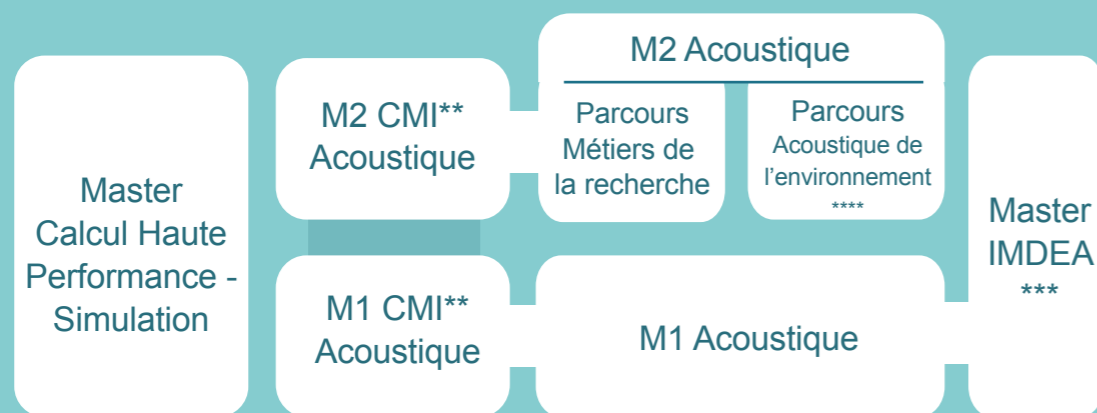 Master
Calcul Haute
Performance -
Simulation
M2 CMI**
Acoustique
M1 CMI**
Acoustique
M2 Acoustique
Parcours
Métiers de
la recherche
Parcours
Acoustique de
l’environnement
****
M1 Acoustique
Master
IMDEA
***